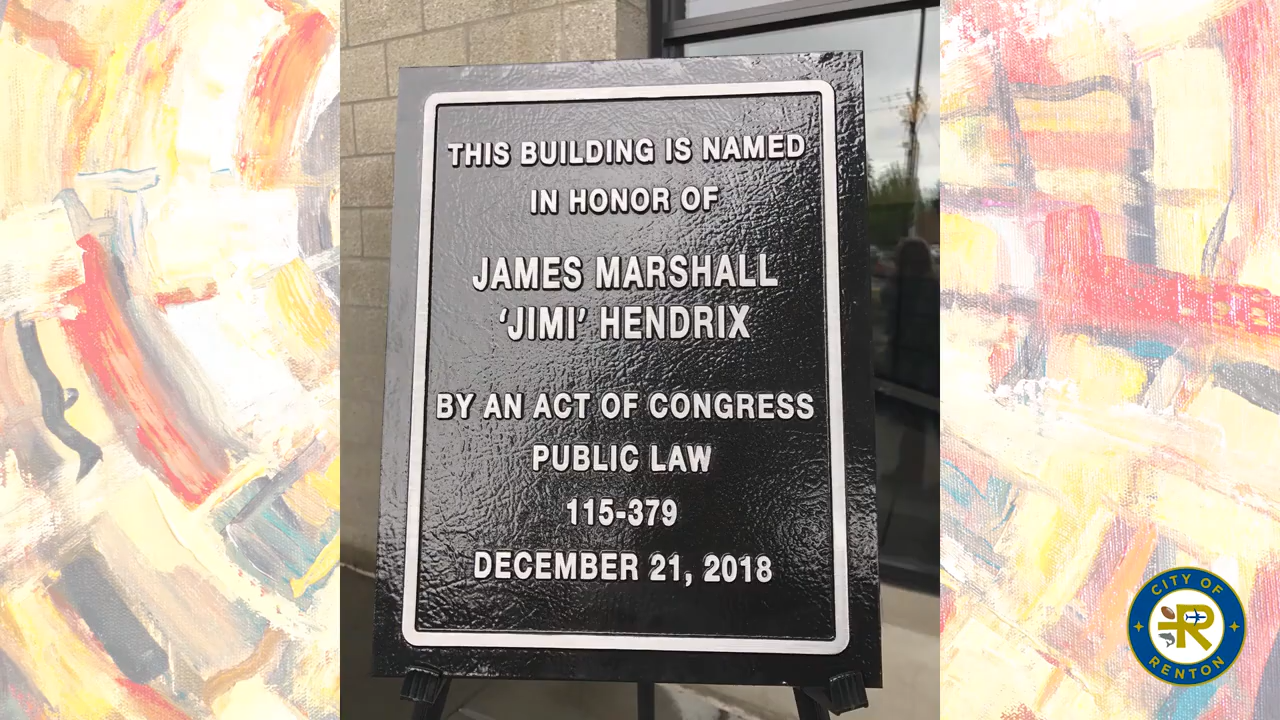 THIS BUILDING IS NAMED
IN HONOR OF
JAMES MARSHALL
‘JIMI’ HENDRIX
BY AN ACT OF CONGRESS
PUBLIC LAW
115-379
DECEMBER 21, 2018
CITY OF
R
RENTON